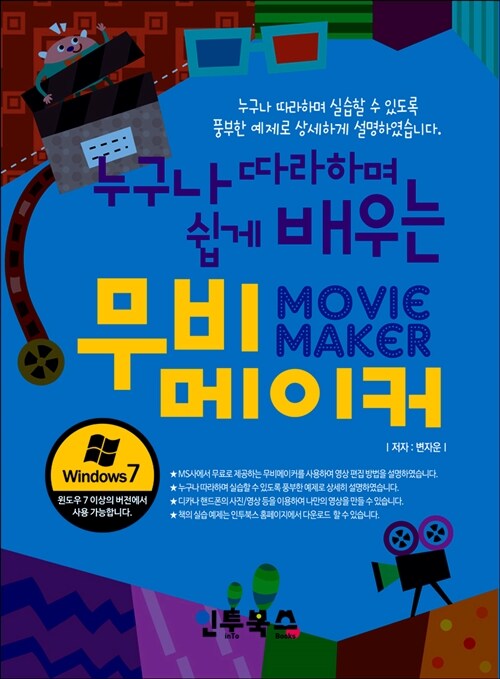 누구나 따라하며 실습할 수 있도록
풍부한 예제로 상세하게 설명하였습니다.
누구나 따라하며
쉽게 배우는
무비 MOVIE
MAKER
메이커
| 저자 : 변자운 |
Windows 7
윈도우 7 이상의 버전에서
사용 가능합니다.
★ MS사에서 무료로 제공하는 무비메이커를 사용하여 영상 편집 방법을 설명하였습니다.
★ 누구나 따라하며 실습할 수 있도록 풍부한 예제로 상세히 설명하였습니다.
★ 디카나 핸드폰의 사진/영상 등을 이용하여 나만의 영상을 만들 수 있습니다.
★ 책의 실습 예제는 인투북스 홈페이지에서 다운로드 할 수 있습니다.
인투북스
inTo Books